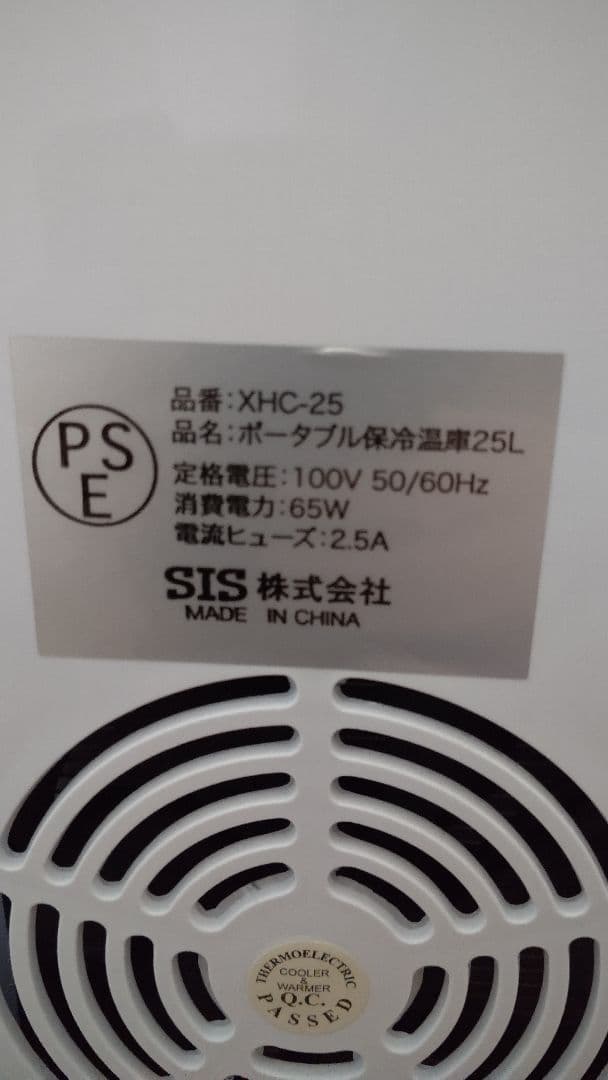 PS
E
品番:XHC-25
品名:ポータブル保冷温庫25L
定格電圧:100V 50/60Hz
消費電力:65W
電流ヒューズ:2.5A
SIS 株式会社
MADE IN CHINA
THERMOELECTRIC
COOLER
&
WARMER
Q.C.
PASSED